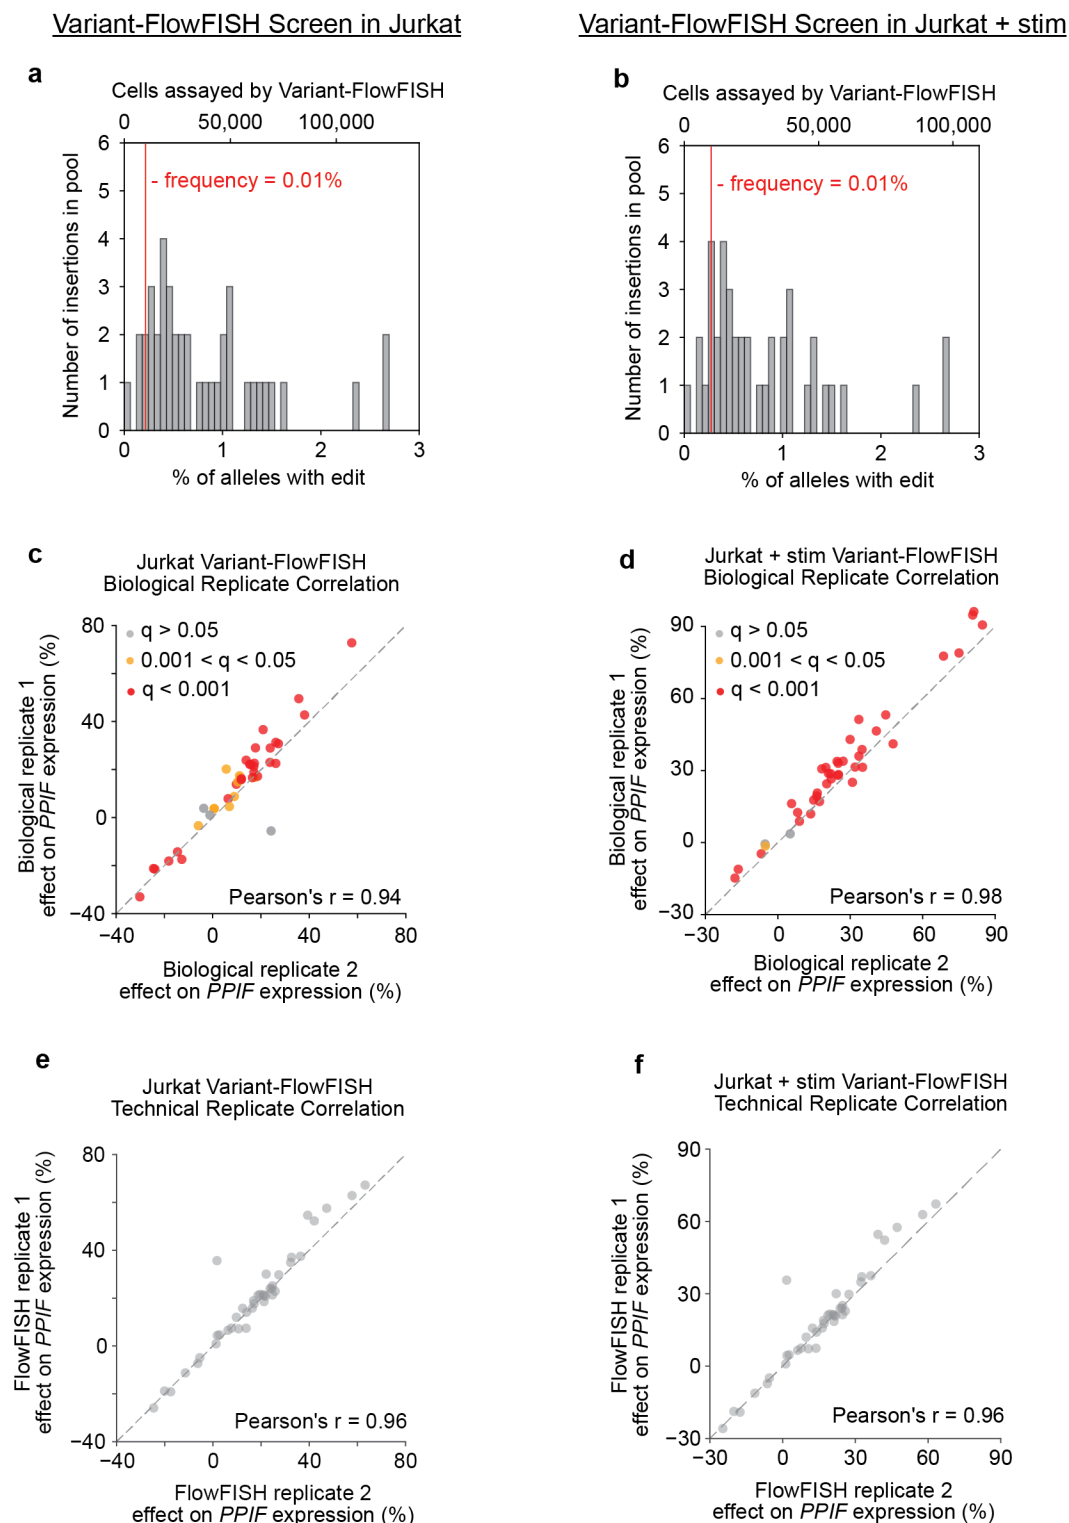 Variant-FlowFISH Screen in Jurkat
Variant-FlowFISH Screen in Jurkat + stim
a
Cells assayed by Variant-FlowFISH
0 50,000 100,000
6
5
4
3
2
1
0
- frequency = 0.01%
Number of insertions in pool
0 1 2 3
% of alleles with edit
b
Cells assayed by Variant-FlowFISH
0 50,000 100,000
6
5
4
3
2
1
0
- frequency = 0.01%
Number of insertions in pool
0 1 2 3
% of alleles with edit
c
Jurkat Variant-FlowFISH
Biological Replicate Correlation
80
40
0
−40
q > 0.05
0.001 < q < 0.05
q < 0.001
Pearson's r = 0.94
Biological replicate 1
effect on PPIF expression (%)
−40 0 40 80
Biological replicate 2
effect on PPIF expression (%)
d
Jurkat + stim Variant-FlowFISH
Biological Replicate Correlation
90
60
30
0
−30
q > 0.05
0.001 < q < 0.05
q < 0.001
Pearson's r = 0.98
Biological replicate 1
effect on PPIF expression (%)
−30 0 30 60 90
Biological replicate 2
effect on PPIF expression (%)
e
Jurkat Variant-FlowFISH
Technical Replicate Correlation
80
40
0
−40
Pearson's r = 0.96
FlowFISH replicate 1
effect on PPIF expression (%)
−40 0 40 80
FlowFISH replicate 2
effect on PPIF expression (%)
f
Jurkat + stim Variant-FlowFISH
Technical Replicate Correlation
90
60
30
0
−30
Pearson's r = 0.96
FlowFISH replicate 1
effect on PPIF expression (%)
−30 0 30 60 90
FlowFISH replicate 2
effect on PPIF expression (%)